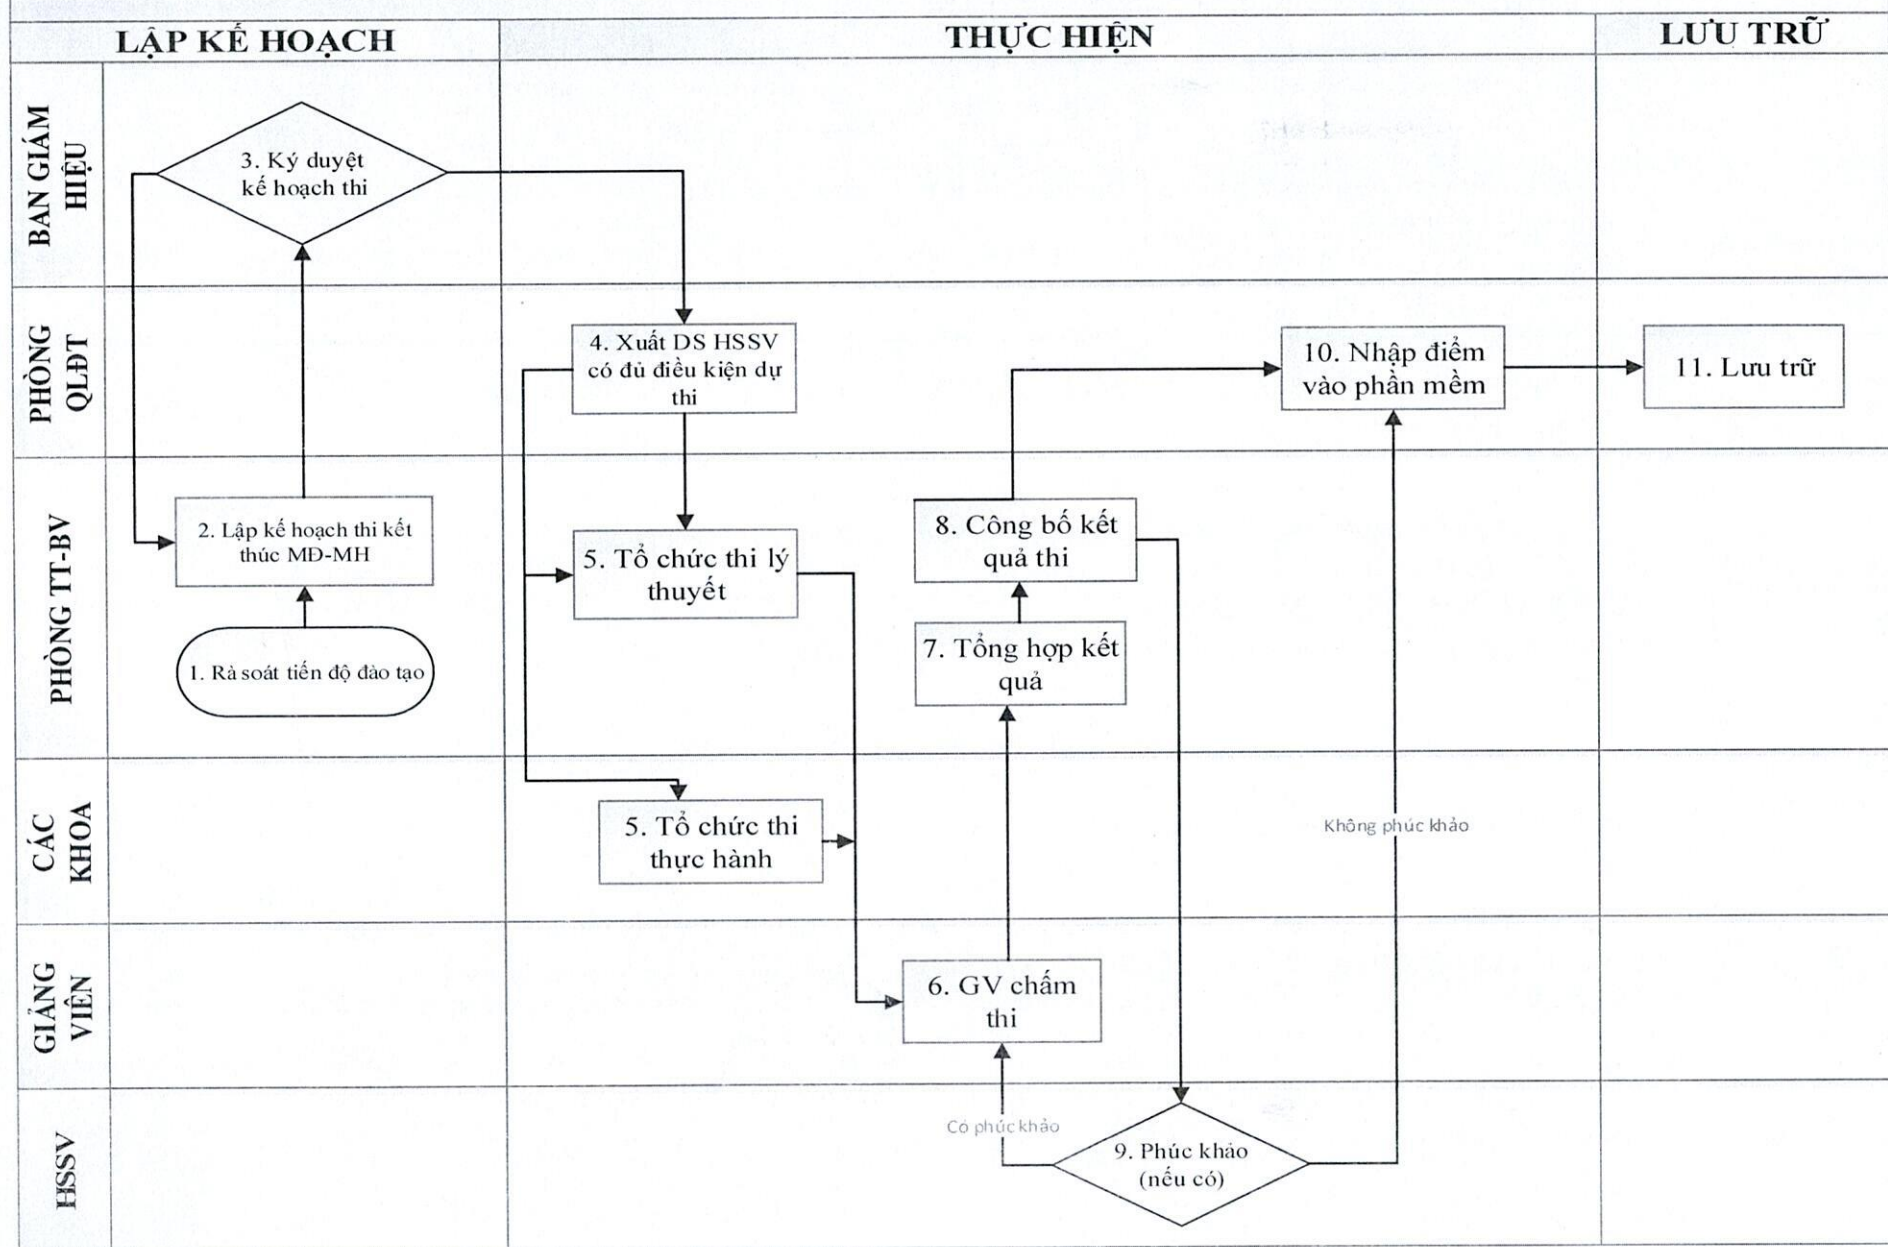 LẬP KẾ HOẠCH
THỰC HIỆN
LƯU TRỮ
BAN GIÁM
HIỆU
3. Ký duyệt
kế hoạch thi
PHÒNG
QLĐT
4. Xuất DS HSSV
có đủ điều kiện dự
thi
10. Nhập điểm
vào phần mềm
11. Lưu trữ
PHÒNG TT-BV
2. Lập kế hoạch thi kết
thúc MĐ-MH
1. Rà soát tiến độ đào tạo
5. Tổ chức thi lý
thuyết
8. Công bố kết
quả thi
7. Tổng hợp kết
quả
CÁC
KHOA
5. Tổ chức thi
thực hành
Không phúc khảo
GIẢNG
VIÊN
6. GV chấm
thi
HSSV
Có phúc khảo
9. Phúc khảo
(nếu có)